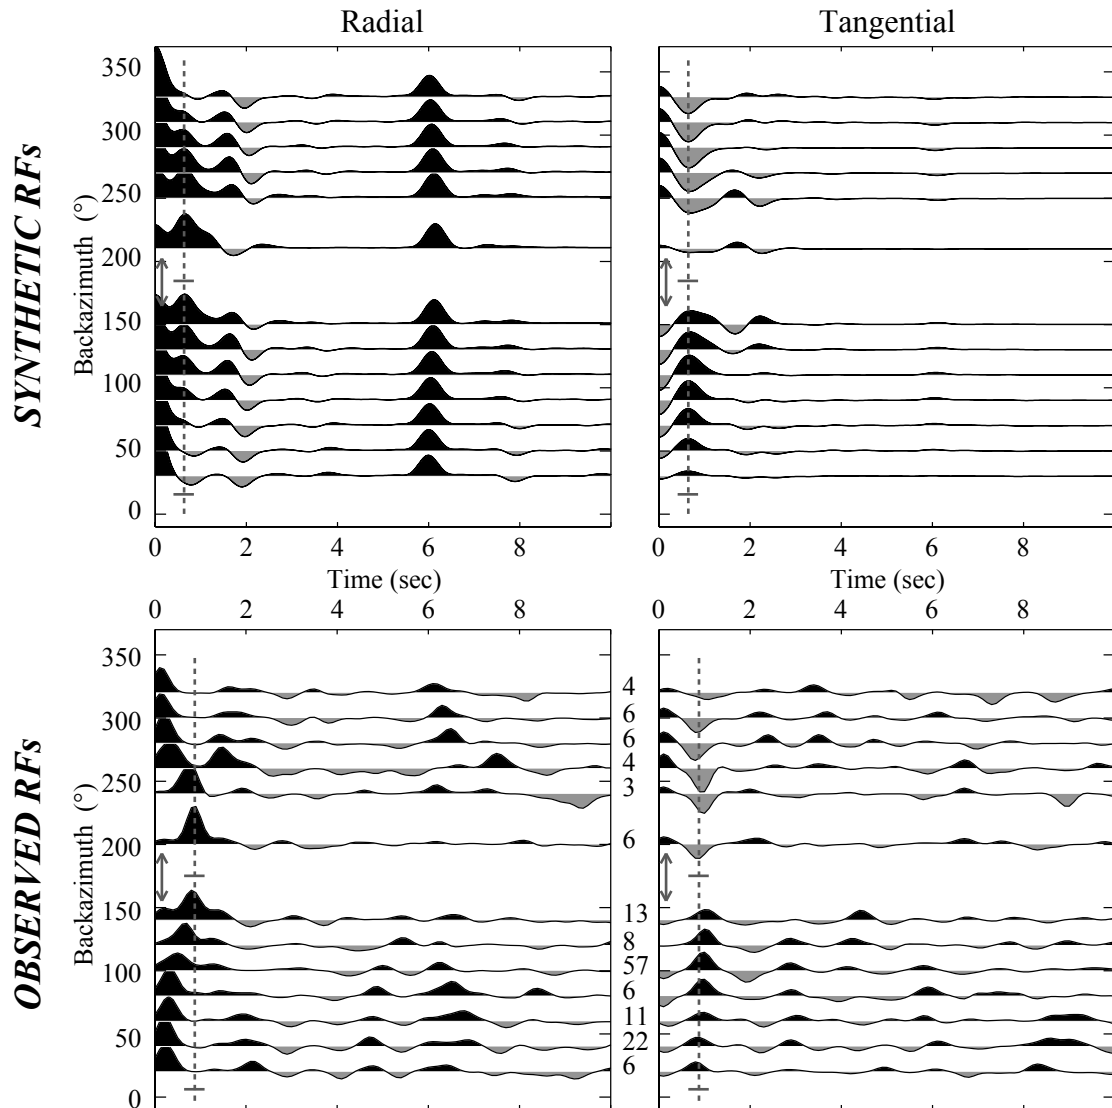 Radial
Tangential
SYNTHETIC RFs
Backazimuth (°)
350
300
250
200
150
100
50
0
0 2 4 6 8
0 2 4 6 8
Time (sec)
Time (sec)
0 2 4 6 8
0 2 4 6 8
OBSERVED RFs
Backazimuth (°)
350
300
250
200
150
100
50
0
4
6
6
4
3
6
13
8
57
6
11
22
6